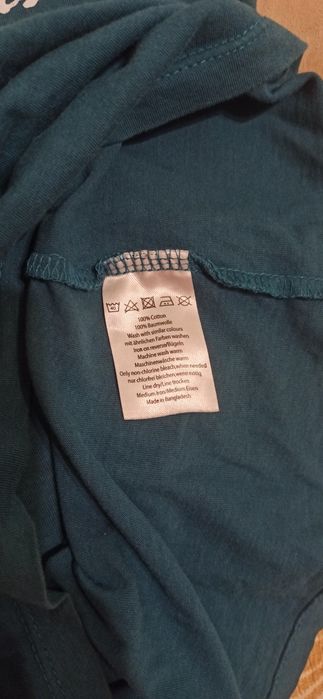 40
100% Cotton
100% Baumwolle
Wash with similar colours
mit ähnlichen Farben waschen
Iron on reverse/Bügeln
Machine wash warm
Maschinenwäsche warm
Only non-chlorine bleach,when needed
nur chlorfrei bleichen,wenn nötig
Line dry/Line trocken
Medium Iron/Medium Eisen
Made in Bangladesh